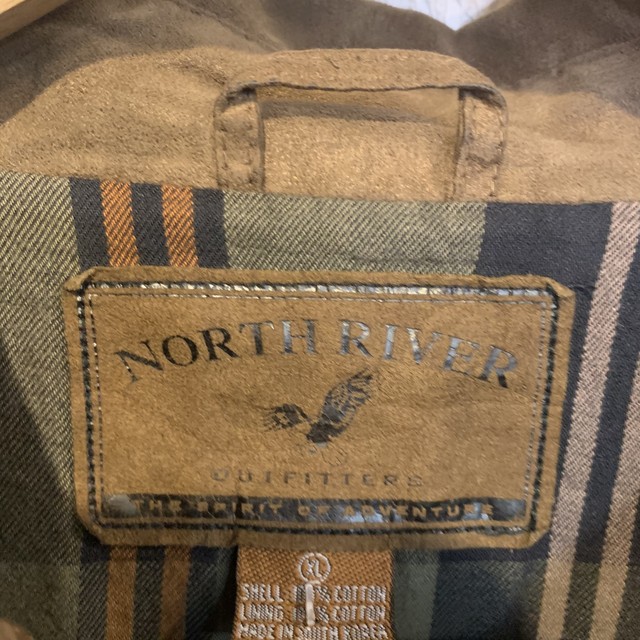 NORTH RIVER
OUTFITTERS
THE SPIRIT OF ADVENTURE
XL
SHELL 100% COTTON
LINING 100% COTTON
MADE IN SOUTH KOREA